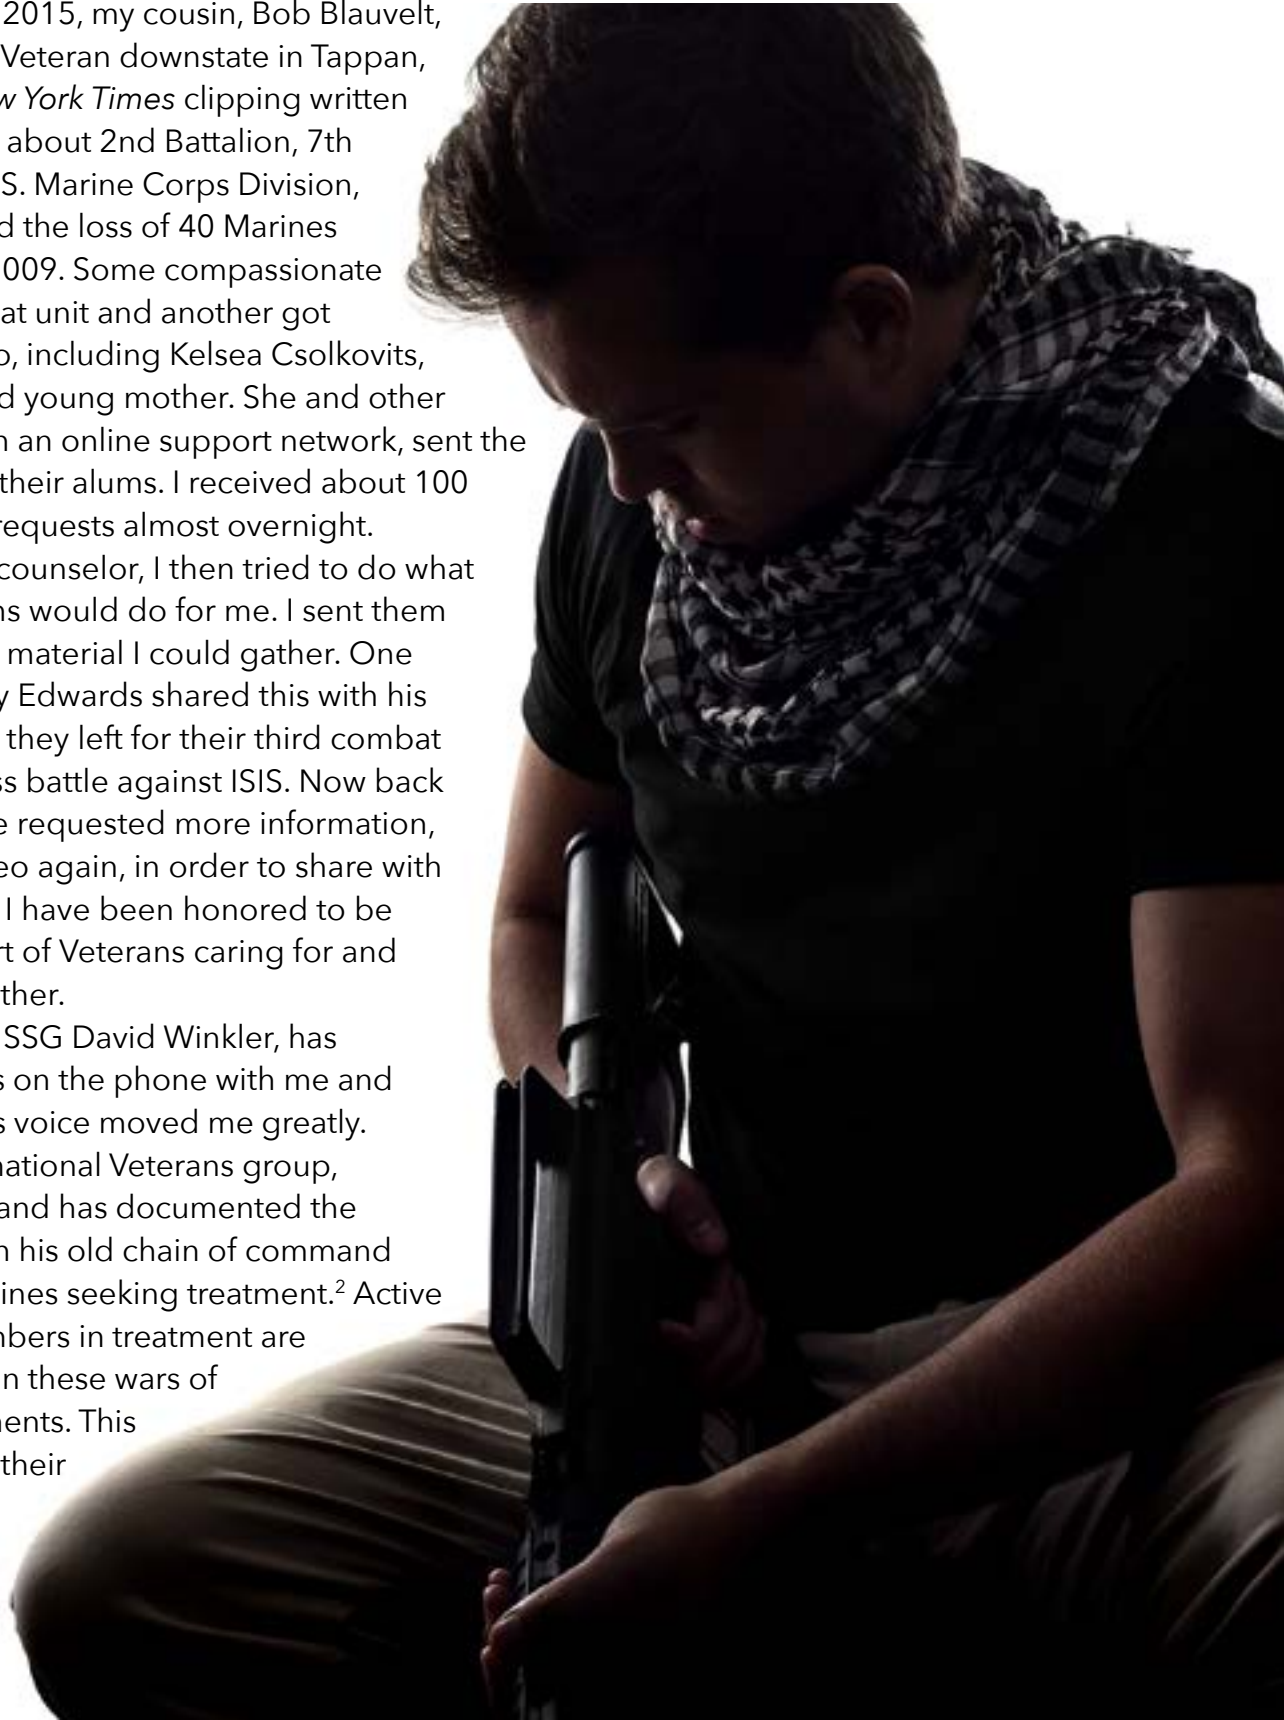 2015, my cousin, Bob Blauvelt,
Veteran downstate in Tappan,
w York Times clipping written
about 2nd Battalion, 7th
S. Marine Corps Division,
d the loss of 40 Marines
009. Some compassionate
at unit and another got
o, including Kelsea Csolkovits,
d young mother. She and other
n an online support network, sent the
their alums. I received about 100
requests almost overnight.
counselor, I then tried to do what
ns would do for me. I sent them
material I could gather. One
y Edwards shared this with his
they left for their third combat
ss battle against ISIS. Now back
e requested more information,
eo again, in order to share with
I have been honored to be
rt of Veterans caring for and
ther.
SSG David Winkler, has
s on the phone with me and
s voice moved me greatly.
national Veterans group,
and has documented the
n his old chain of command
ines seeking treatment.² Active
nbers in treatment are
n these wars of
nents. This
their